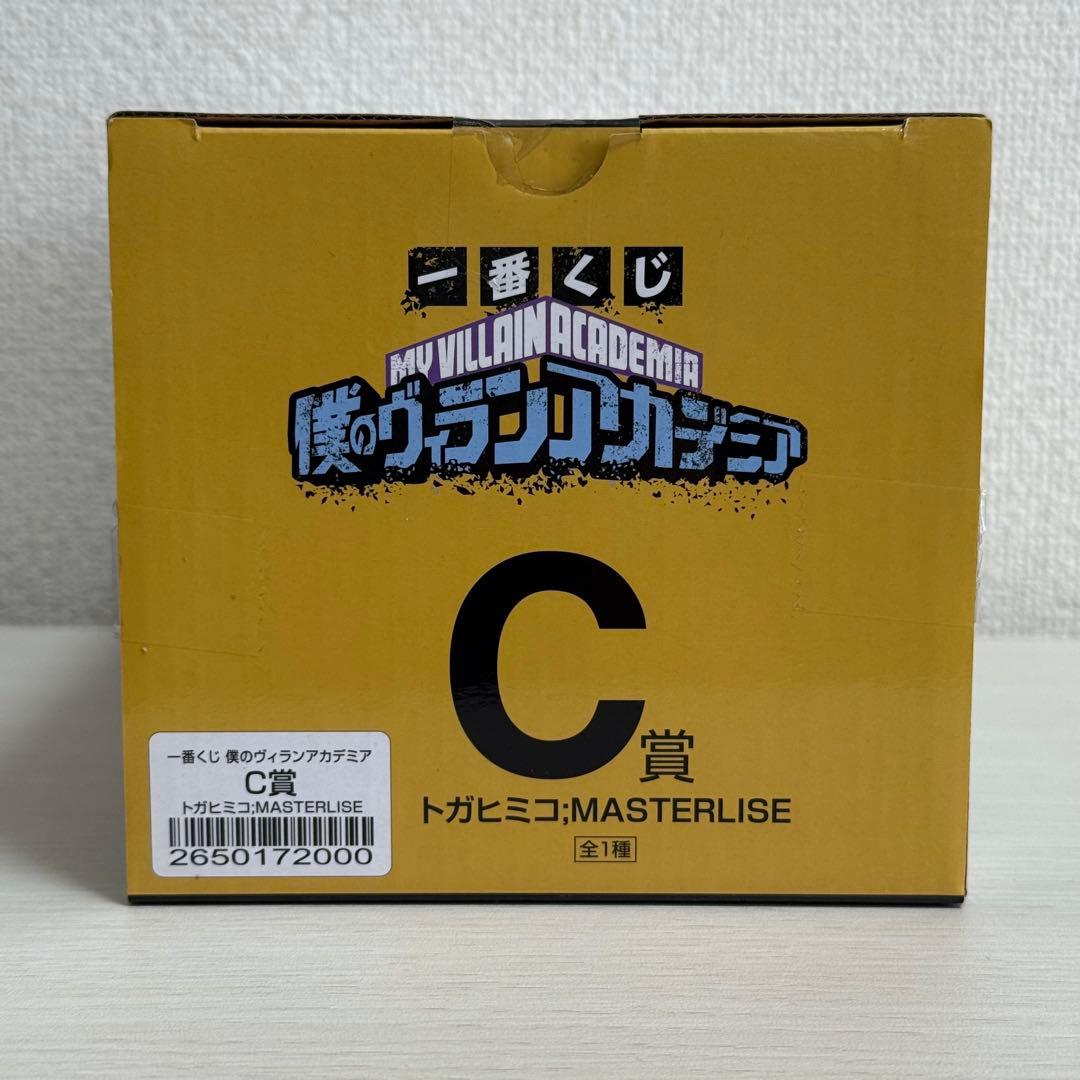 一番くじ
MY VILLAIN ACADEMIA
僕のヴィランアカデミア
C賞
トガヒミコ;MASTERLISE
全1種
一番くじ 僕のヴィランアカデミア
C賞
トガヒミコ;MASTERLISE
2650172000